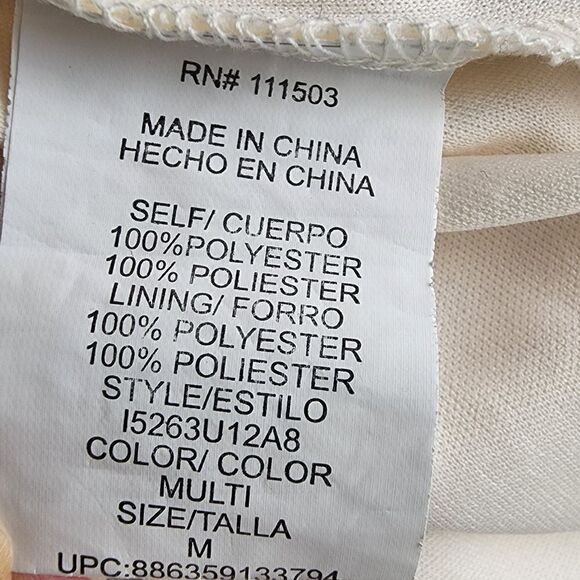 RN# 111503
MADE IN CHINA
HECHO EN CHINA
SELF/ CUERPO
100%POLYESTER
100% POLIESTER
LINING/ FORRO
100% POLYESTER
100% POLIESTER
STYLE/ESTILO
I5263U12A8
COLOR/ COLOR
MULTI
SIZE/TALLA
M
UPC:886359133794